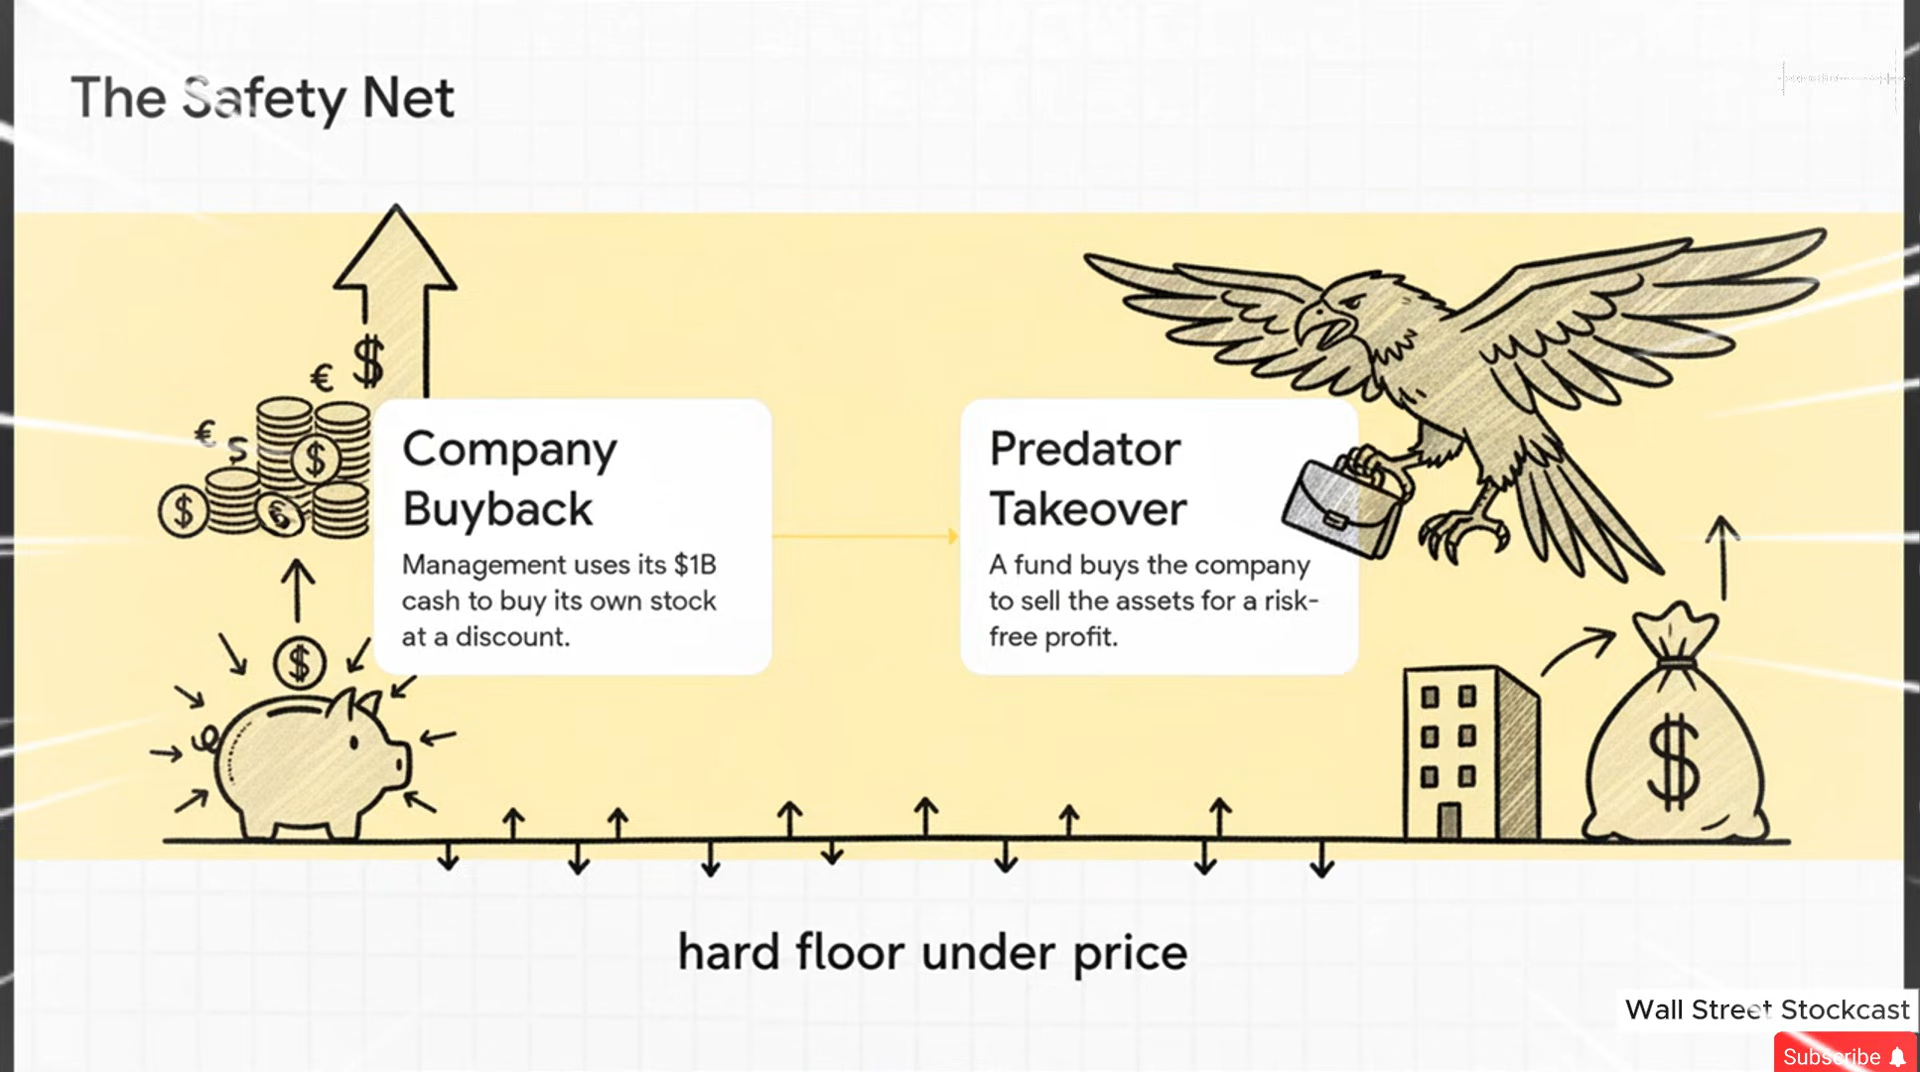 The Safety Net
€ $
€ $
$
$
€
Company
Buyback
Management uses its $1B
cash to buy its own stock
at a discount.
Predator
Takeover
A fund buys the company
to sell the assets for a risk-
free profit.
$
$
hard floor under price
Wall Street Stockcast
Subscribe